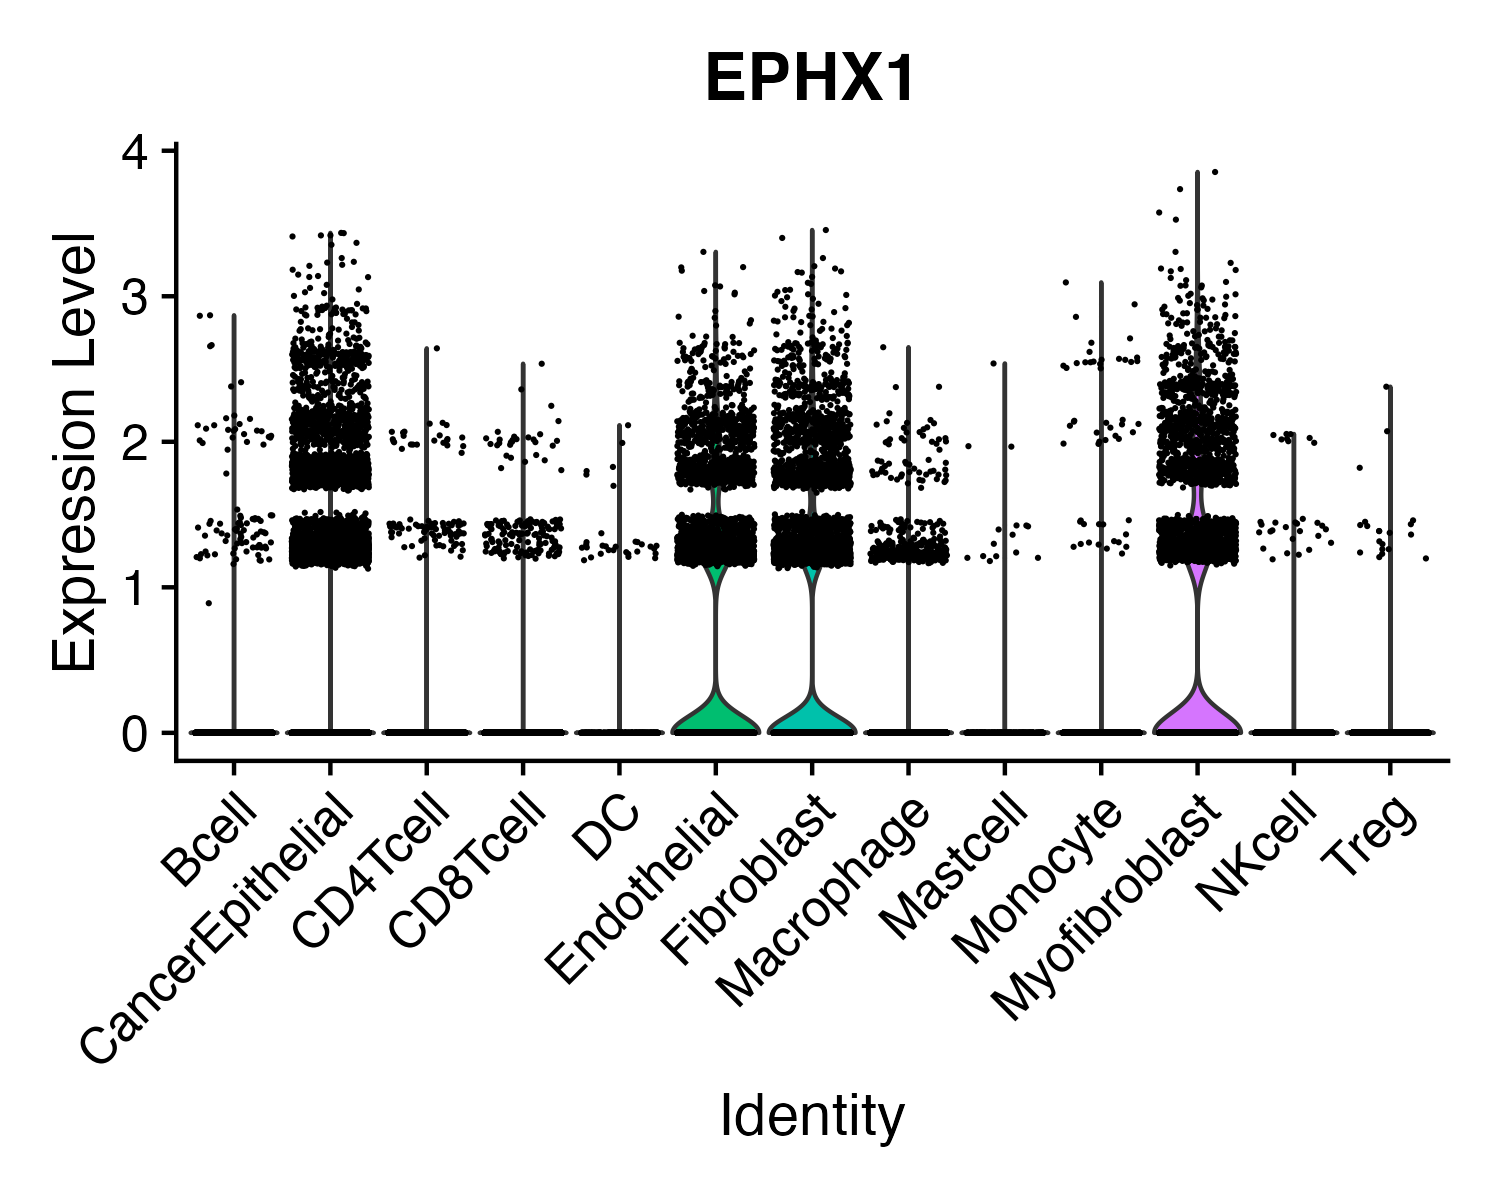 EPHX1
Expression Level
4
3
2
1
0
Bcell
CancerEpithelial
CD4Tcell
CD8Tcell
DC
Endothelial
Fibroblast
Macrophage
Mastcell
Monocyte
Myofibroblast
NKcell
Treg
Identity